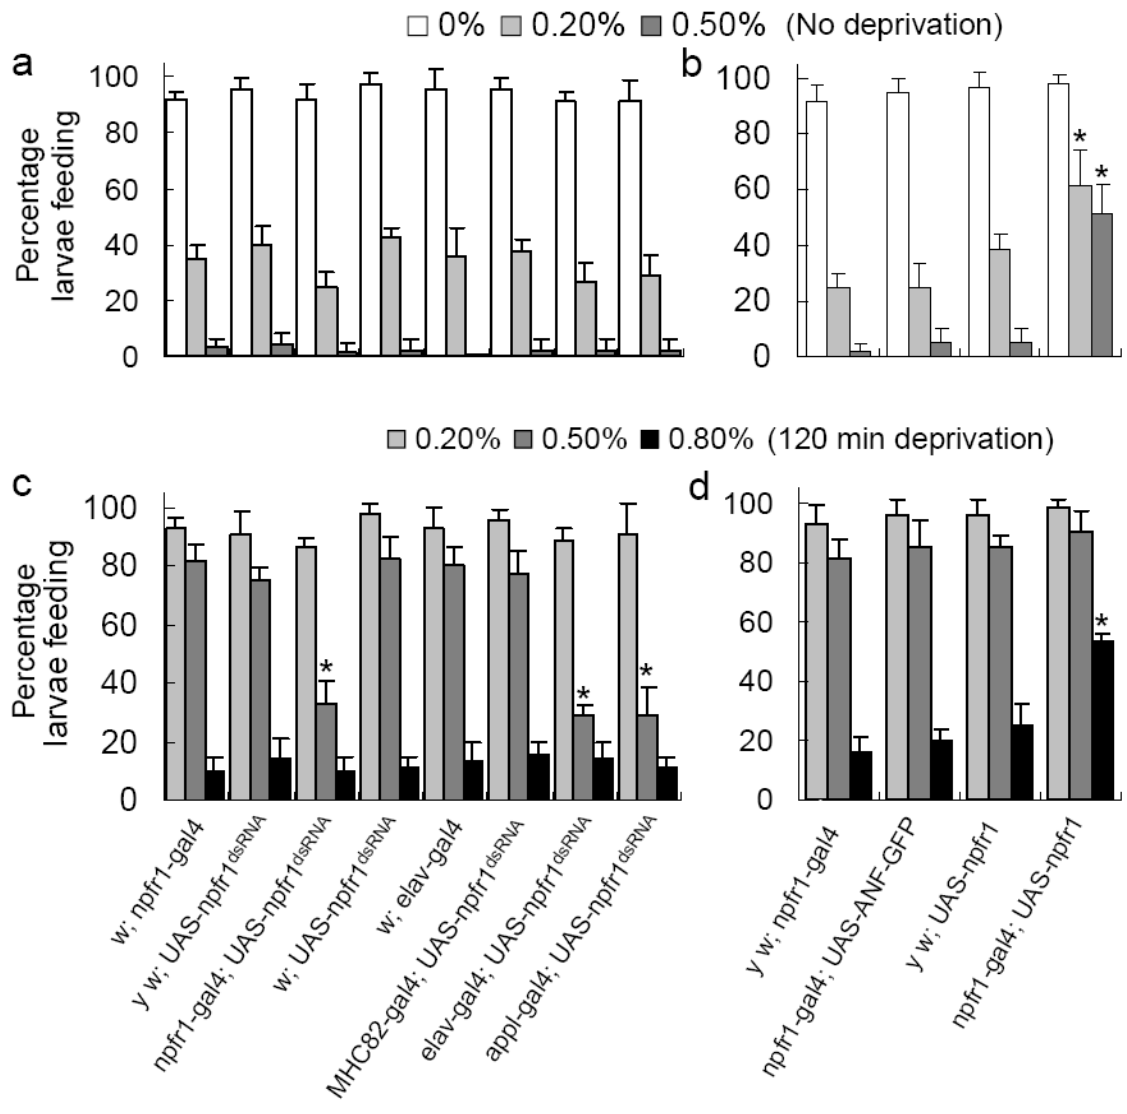 0% 0.20% 0.50% (No deprivation)
a
b
Percentage
larvae feeding
100
80
60
40
20
0
100
80
60
40
20
0
* *
0.20% 0.50% 0.80% (120 min deprivation)
c
d
Percentage
larvae feeding
100
80
60
40
20
0
* * *
100
80
60
40
20
0
*
w; npfr1-gal4
y w; UAS-npfr1dsRNA
npfr1-gal4; UAS-npfr1dsRNA
w; UAS-npfr1dsRNA
w; elav-gal4
MHC82-gal4; UAS-npfr1dsRNA
elav-gal4; UAS-npfr1dsRNA
appl-gal4; UAS-npfr1dsRNA
y w; npfr1-gal4
npfr1-gal4; UAS-ANF-GFP
y w; UAS-npfr1
npfr1-gal4; UAS-npfr1